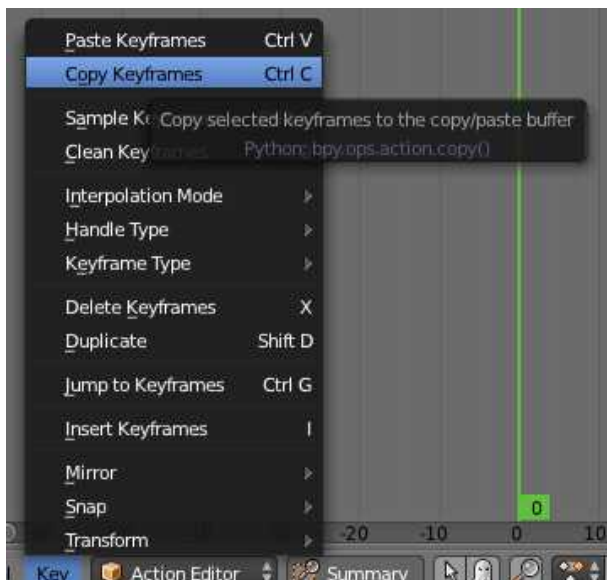 Paste Keyframes Ctrl V
Copy Keyframes Ctrl C
Sample Ke
Copy selected keyframes to the copy/paste buffer
Clean Key
Python: bpy.ops.action.copy()
Interpolation Mode
Handle Type
Keyframe Type
Delete Keyframes X
Duplicate Shift D
Jump to Keyframes Ctrl G
Insert Keyframes I
Mirror
Snap
0
Transform
-20 -10 0 10
Key Action Editor Summary